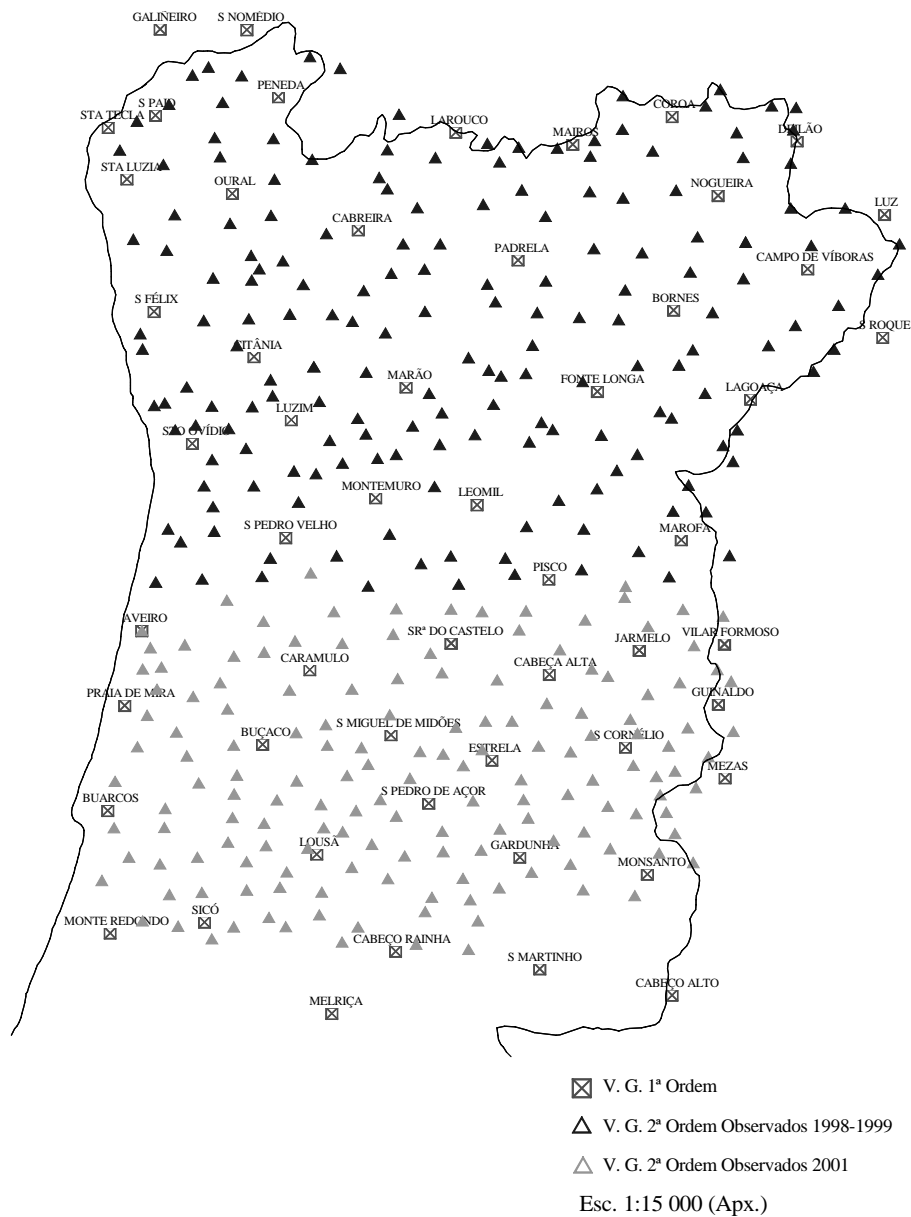 GALIÑEIRO
S NOMÉDIO
PENEDA
S PAIO
STA TECLA
LAROUCO
MAIROS
COROA
DEILÃO
STA LUZIA
OURAL
NOGUEIRA
LUZ
CABREIRA
PADRELA
CAMPO DE VÍBORAS
S FÉLIX
BORNES
S ROQUE
CITÂNIA
MARÃO
FONTE LONGA
LAGOAÇA
LUZIM
STO OVÍDIO
MONTEMURO
LEOMIL
S PEDRO VELHO
MAROFA
PISCO
AVEIRO
SRª DO CASTELO
JARMELO
VILAR FORMOSO
CARAMULO
CABEÇA ALTA
PRAIA DE MIRA
GUINALDO
BUÇACO
S MIGUEL DE MIDÕES
ESTRELA
S CORNÉLIO
MEZAS
BUARCOS
S PEDRO DE AÇOR
LOUSÃ
GARDUNHA
MONSANTO
MONTE REDONDO
SICÓ
CABEÇO RAINHA
S MARTINHO
CABEÇO ALTO
MELRIÇA
V. G. 1ª Ordem
V. G. 2ª Ordem Observados 1998-1999
V. G. 2ª Ordem Observados 2001
Esc. 1:15 000 (Apx.)